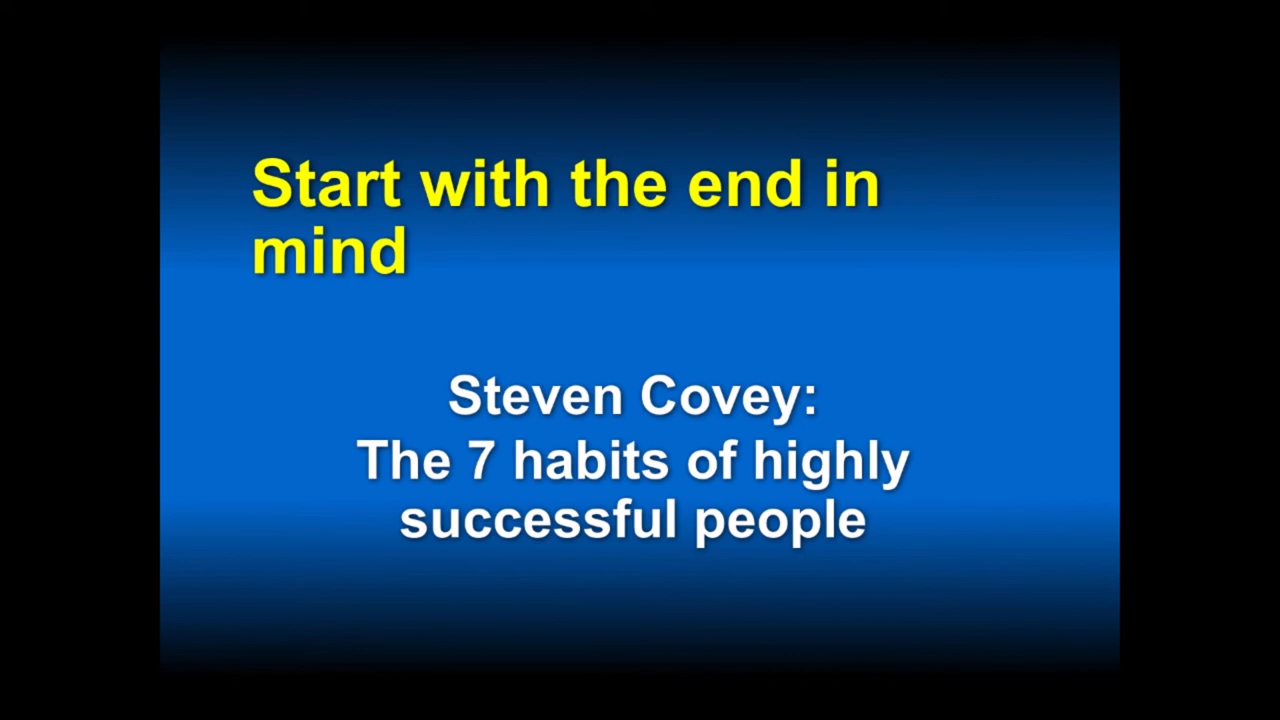 Start with the end in
mind
Steven Covey:
The 7 habits of highly
successful people